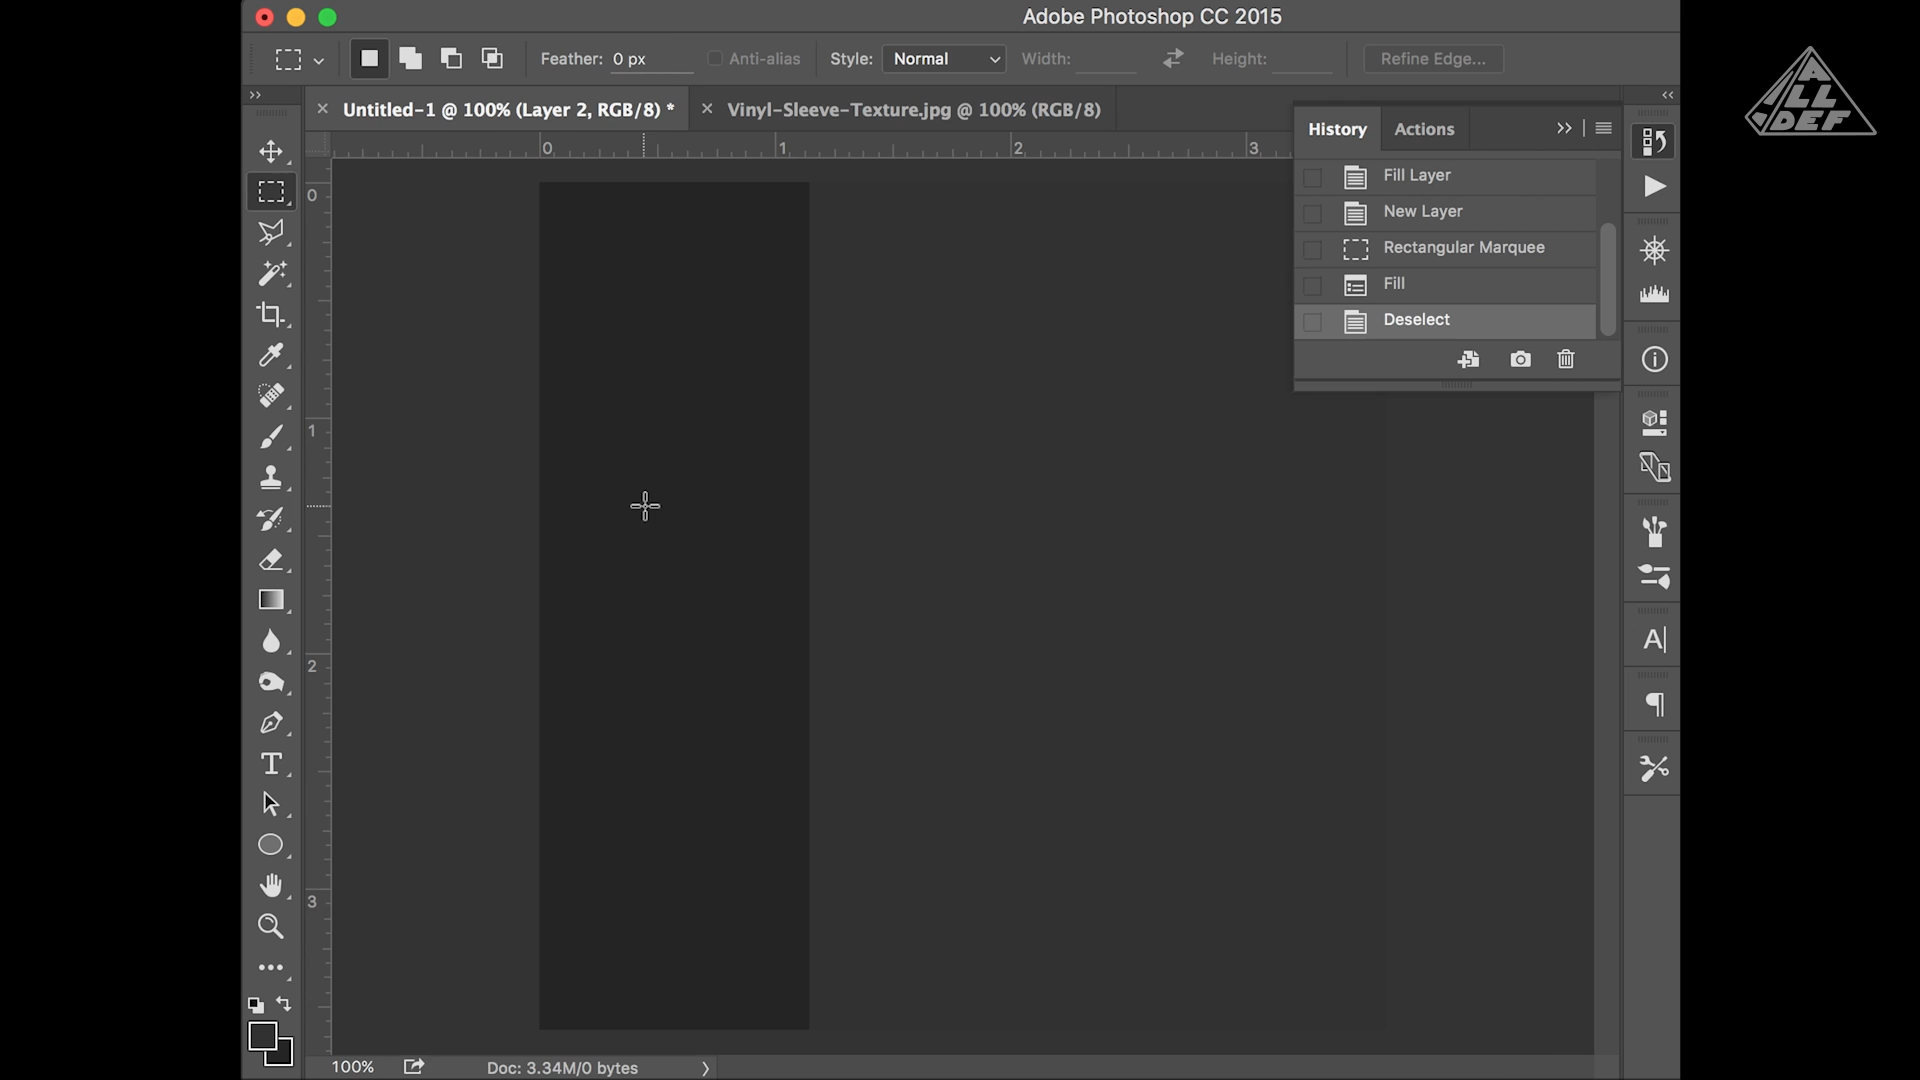 Adobe Photoshop CC 2015
Feather: 0 px Anti-alias Style: Normal Width: Height: Refine Edge...
Untitled-1 @ 100% (Layer 2, RGB/8) * Vinyl-Sleeve-Texture.jpg @ 100% (RGB/8)
0 1 2 3
0
1
2
3
History Actions
Fill Layer
New Layer
Rectangular Marquee
Fill
Deselect
100% Doc: 3.34M/0 bytes
A
LL
DEF